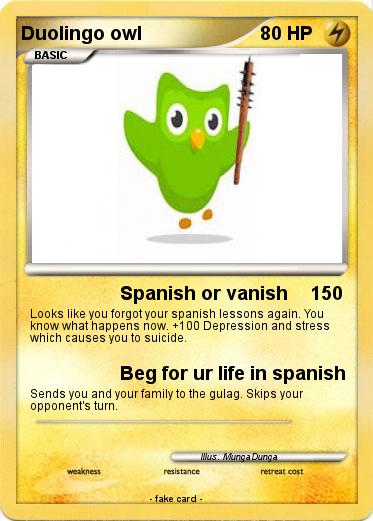 Duolingo owl 80 HP
BASIC
Spanish or vanish 150
Looks like you forgot your spanish lessons again. You
know what happens now. +100 Depression and stress
which causes you to suicide.
Beg for ur life in spanish
Sends you and your family to the gulag. Skips your
opponent's turn.
Illus. MungaDunga
weakness resistance retreat cost
- fake card -